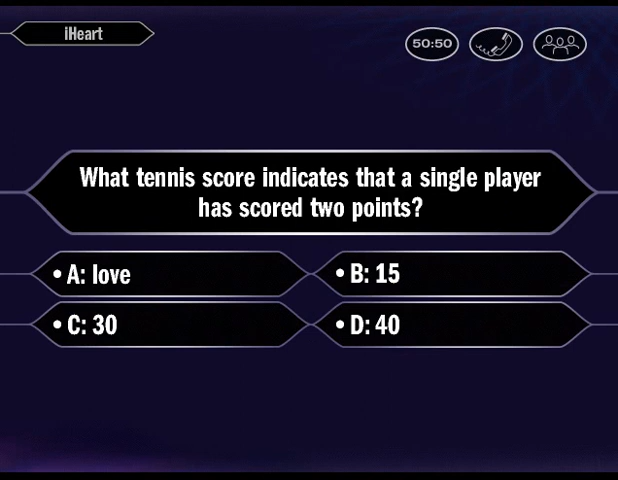 iHeart
50:50
What tennis score indicates that a single player
has scored two points?
• A: love
• B: 15
• C: 30
• D: 40